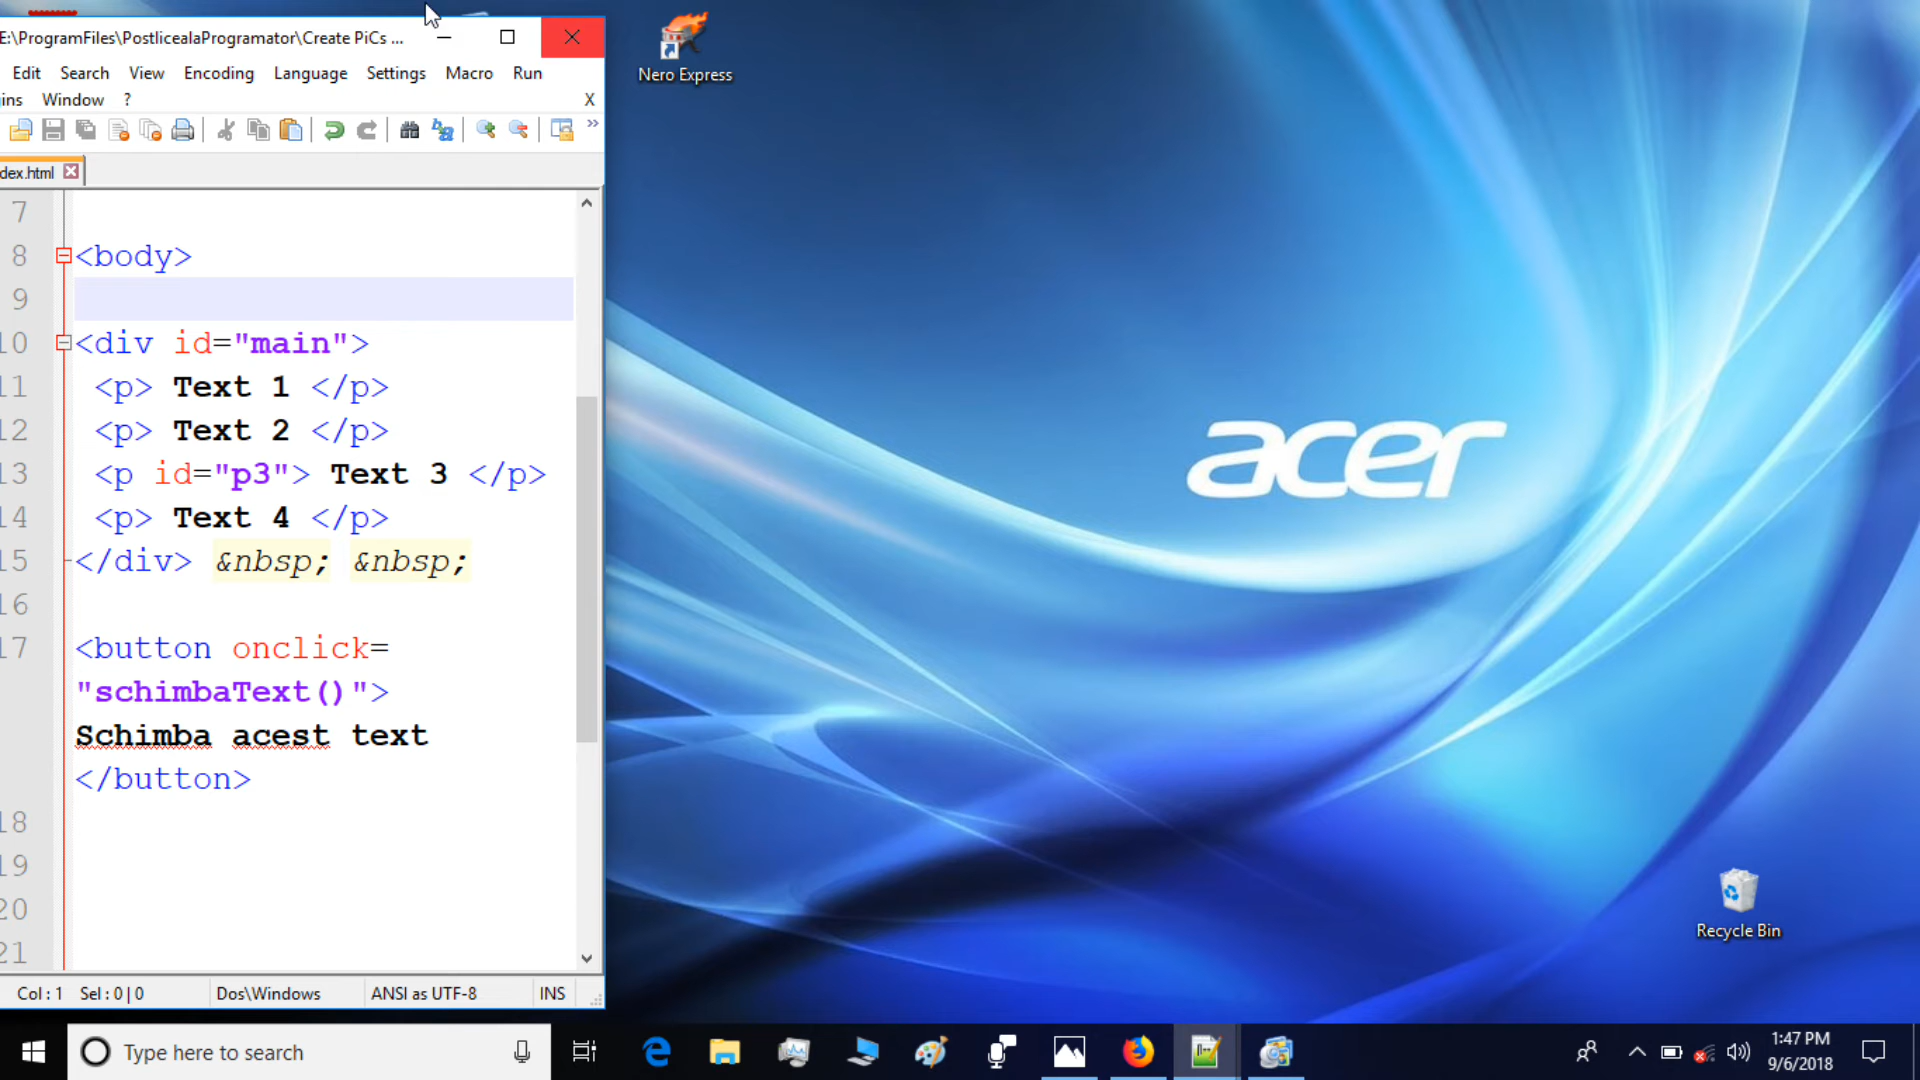 E:\ProgramFiles\PostlicealaProgramator\Create PiCs ...
Edit Search View Encoding Language Settings Macro Run
ins Window ? X
dex.html
7
8 <body>
9
10 <div id="main">
11 <p> Text 1 </p>
12 <p> Text 2 </p>
13 <p id="p3"> Text 3 </p>
14 <p> Text 4 </p>
15 </div> &nbsp; &nbsp;
16
17 <button onclick=
"schimbaText()">
Schimba acest text
</button>
18
19
20
21
Col : 1 Sel : 0 | 0 Dos\Windows ANSI as UTF-8 INS
Nero Express
acer
Recycle Bin
Type here to search
1:47 PM
9/6/2018